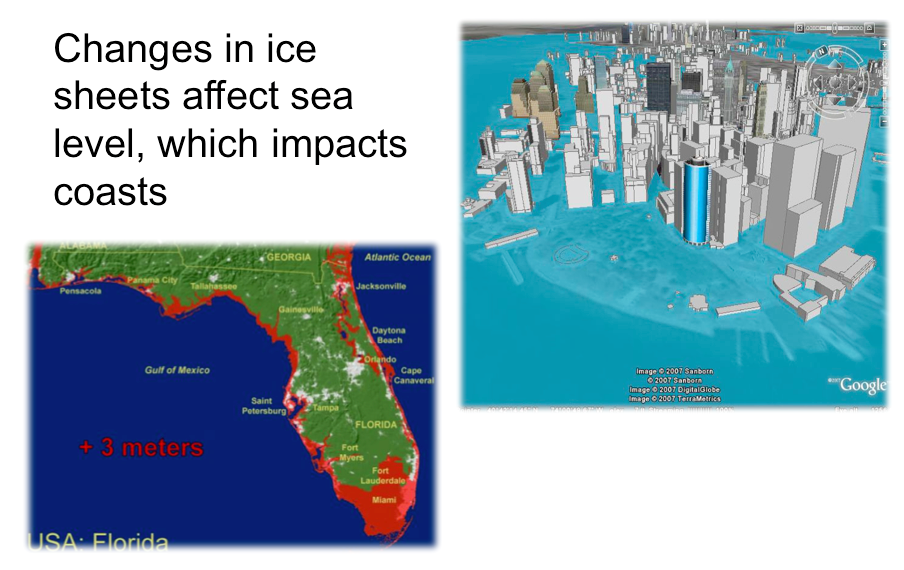 Changes in ice
sheets affect sea
level, which impacts
coasts
ALABAMA
GEORGIA
Atlantic Ocean
Pensacola
Panama City
Tallahassee
Jacksonville
Gainesville
Daytona
Beach
Orlando
Gulf of Mexico
Cape
Canaveral
Saint
Petersburg
Tampa
FLORIDA
+ 3 meters
Fort
Myers
Fort
Lauderdale
Miami
USA: Florida
N
Image © 2007 Sanborn
© 2007 Sanborn
Image © 2007 DigitalGlobe
Image © 2007 TerraMetrics
©2007 Google